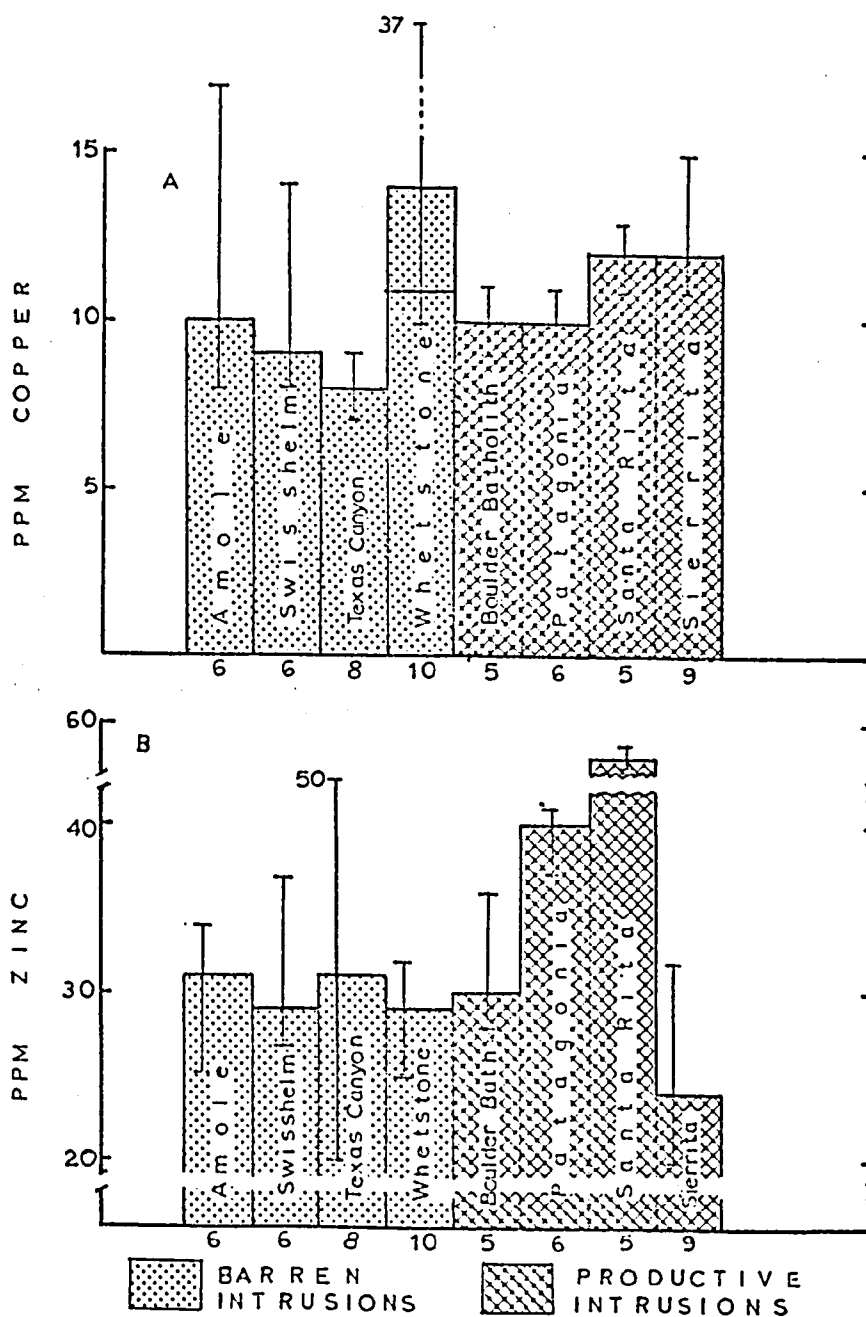 37
15
A
10
5
PPM COPPER
Amole
Swisshelm
Texas Canyon
Whetstone
Boulder Batholith
Patagonia
Santa Rita
Sierrita
6 6 8 10 5 6 5 9
60
B
50
40
30
20
PPM ZINC
Amole
Swisshelm
Texas Canyon
Whetstone
Boulder Bath.
Patagonia
Santa Rita
Sierrita
6 6 8 10 5 6 5 9
BARREN
INTRUSIONS
PRODUCTIVE
INTRUSIONS